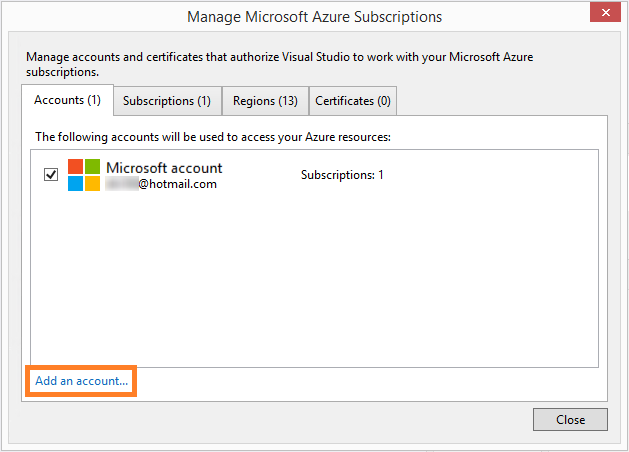 Manage Microsoft Azure Subscriptions
Manage accounts and certificates that authorize Visual Studio to work with your Microsoft Azure
subscriptions.
Accounts (1)
Subscriptions (1)
Regions (13)
Certificates (0)
The following accounts will be used to access your Azure resources:
Microsoft account
@hotmail.com
Subscriptions: 1
Add an account...
Close